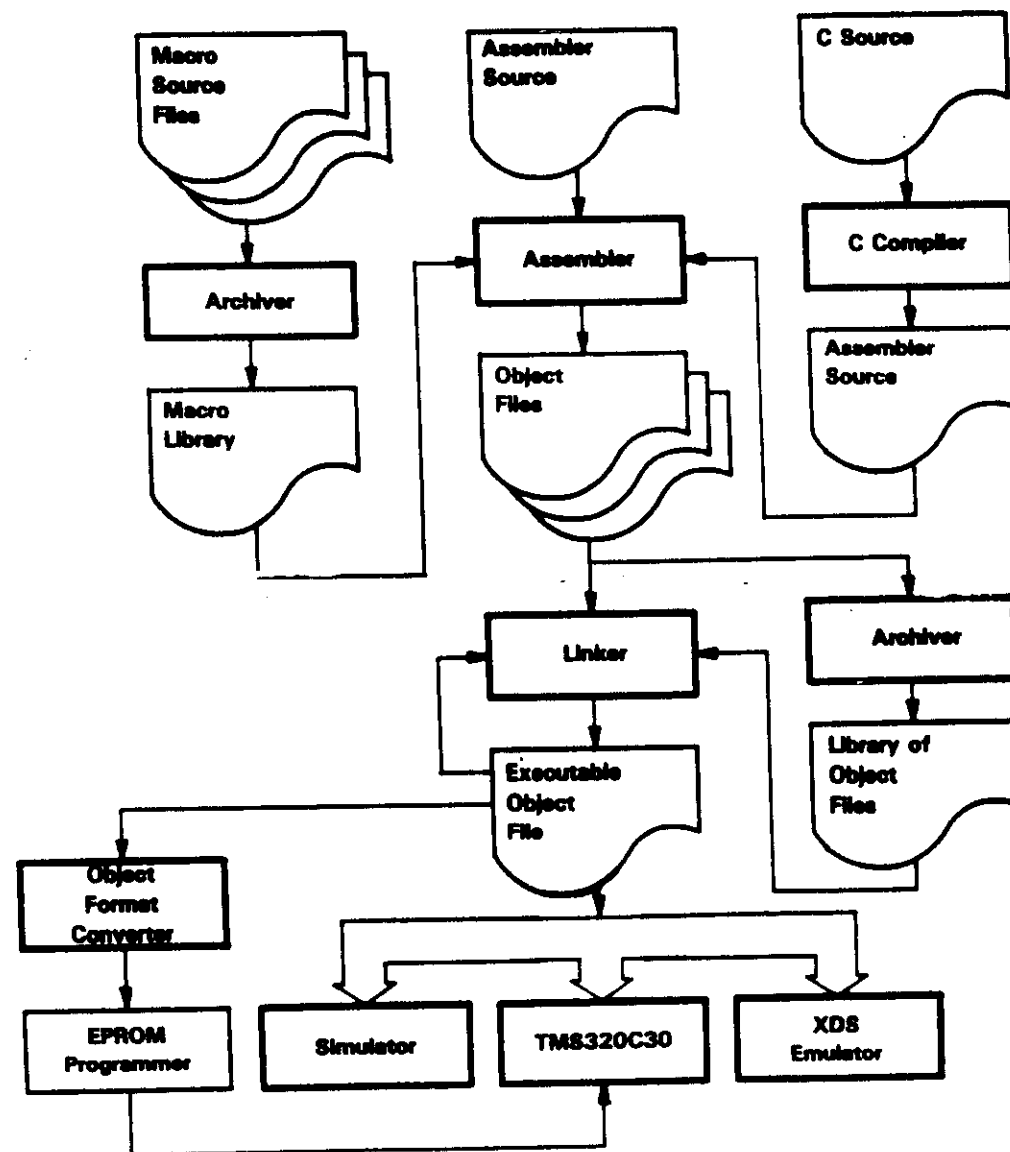 Macro
Source
Files
Assembler
Source
C Source
Archiver
Assembler
C Compiler
Macro
Library
Object
Files
Assembler
Source
Linker
Archiver
Executable
Object
File
Library of
Object
Files
Object
Format
Converter
EPROM
Programmer
Simulator
TMS320C30
XDS
Emulator